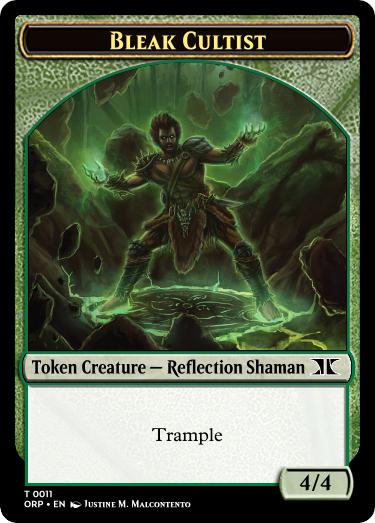 Bleak Cultist
Token Creature — Reflection Shaman
Trample
4/4
T 0011
ORP • EN Justine M. Malcontento